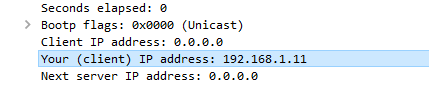 Seconds elapsed: 0
Bootp flags: 0x0000 (Unicast)
Client IP address: 0.0.0.0
Your (client) IP address: 192.168.1.11
Next server IP address: 0.0.0.0